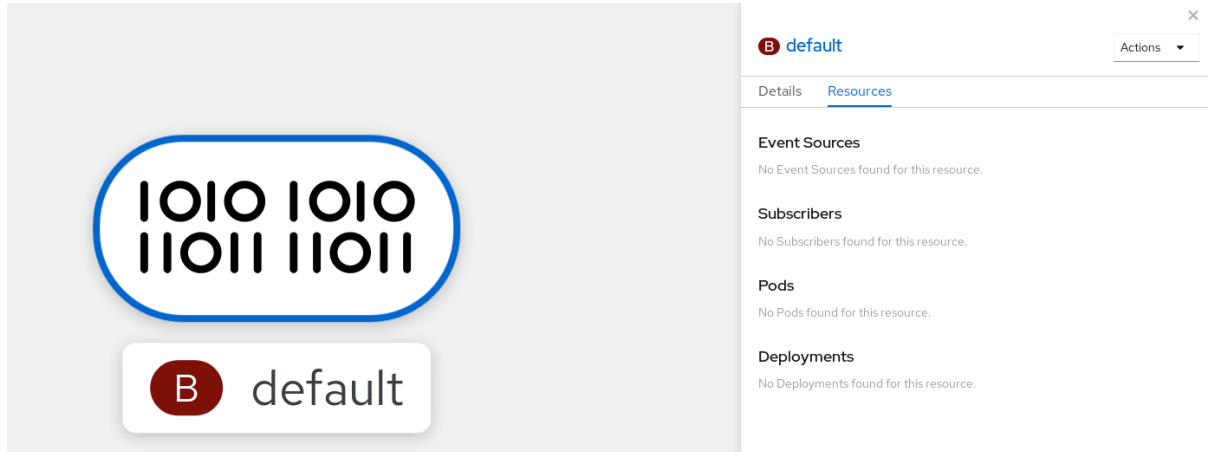 1010 1010
11011 11011
B default
×
B default
Actions
Details Resources
Event Sources
No Event Sources found for this resource.
Subscribers
No Subscribers found for this resource.
Pods
No Pods found for this resource.
Deployments
No Deployments found for this resource.